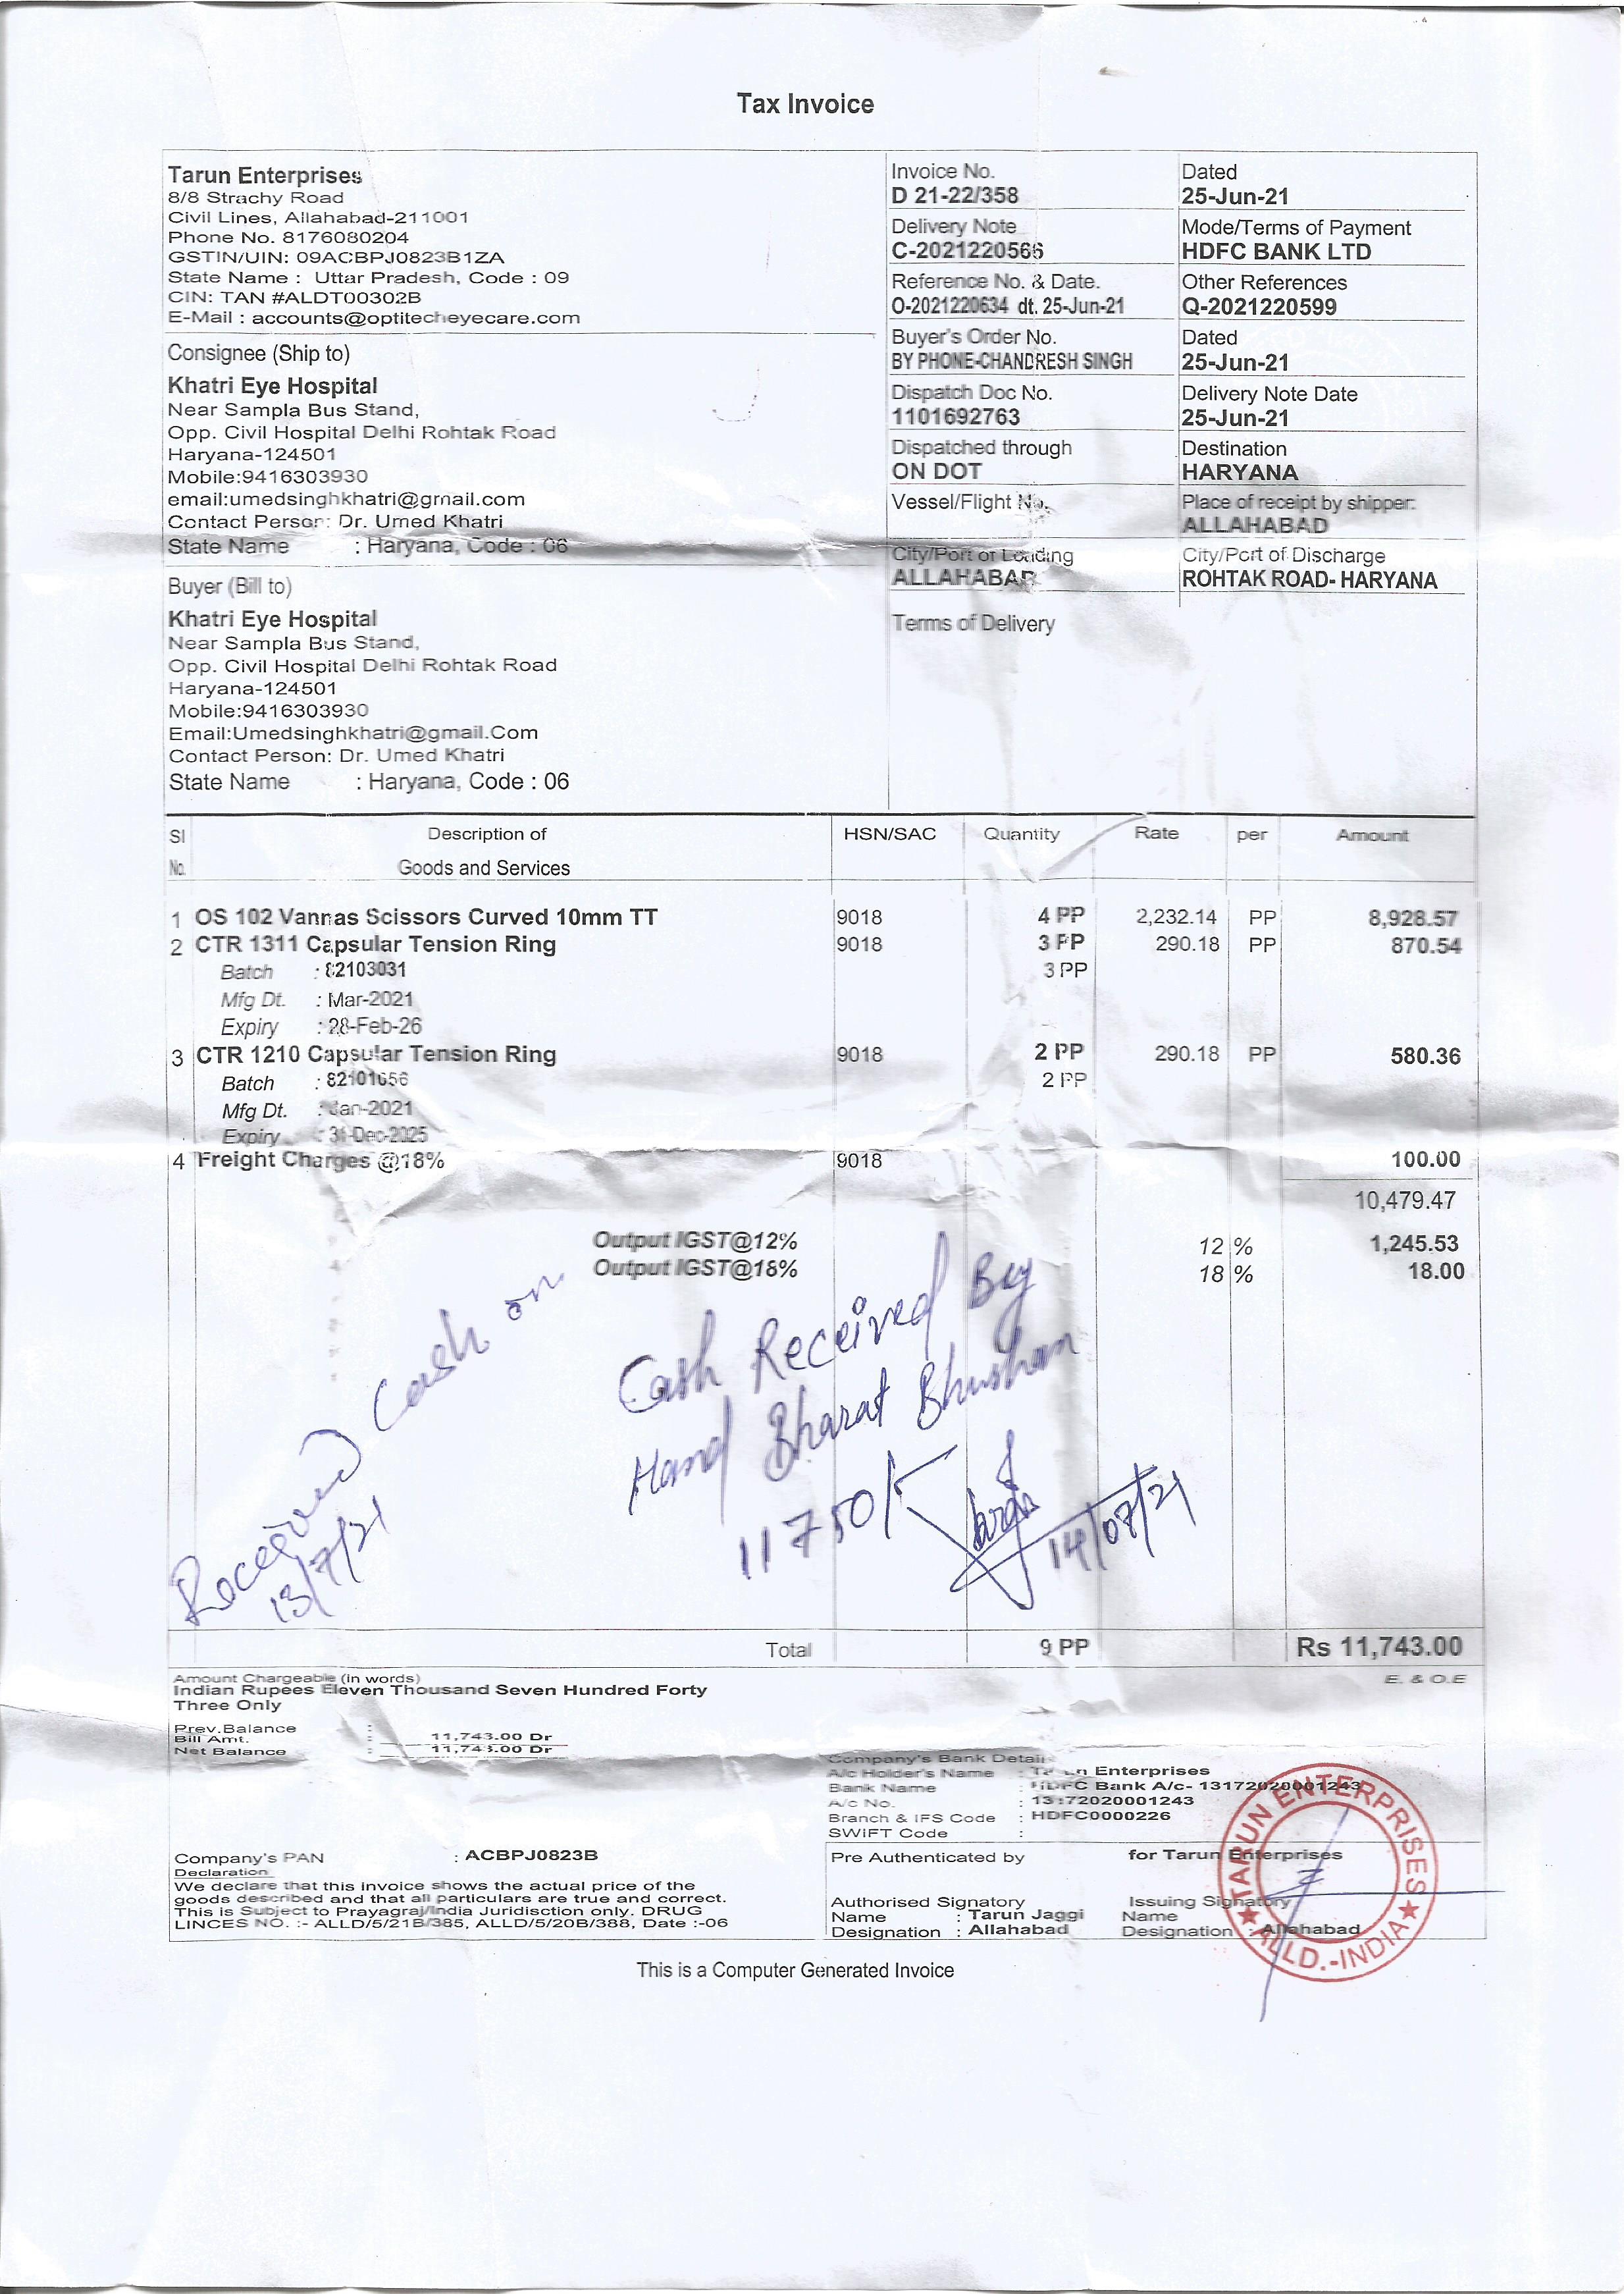 Tax Invoice
Tarun Enterprises
8/8 Strachy Road
Civil Lines, Allahabad-211001
Phone No. 8176080204
GSTIN/UIN: 09ACBPJ0823B1ZA
State Name : Uttar Pradesh, Code : 09
CIN: TAN #ALDT00302B
E-Mail : accounts@optitecheyecare.com
Consignee (Ship to)
Khatri Eye Hospital
Near Sampla Bus Stand,
Opp. Civil Hospital Delhi Rohtak Road
Haryana-124501
Mobile:9416303930
email:umedsinghkhatri@gmail.com
Contact Person: Dr. Umed Khatri
State Name : Haryana, Code : 06
Buyer (Bill to)
Khatri Eye Hospital
Near Sampla Bus Stand,
Opp. Civil Hospital Delhi Rohtak Road
Haryana-124501
Mobile:9416303930
Email:Umedsinghkhatri@gmail.Com
Contact Person: Dr. Umed Khatri
State Name : Haryana, Code : 06
Invoice No. Dated
D 21-22/358 25-Jun-21
Delivery Note Mode/Terms of Payment
C-2021220566 HDFC BANK LTD
Reference No. & Date. Other References
O-2021220634 dt. 25-Jun-21 Q-2021220599
Buyer's Order No. Dated
BY PHONE-CHANDRESH SINGH 25-Jun-21
Dispatch Doc No. Delivery Note Date
1101692763 25-Jun-21
Dispatched through Destination
ON DOT HARYANA
Vessel/Flight No. Place of receipt by shipper:
ALLAHABAD
City/Port of Loading City/Port of Discharge
ALLAHABAD ROHTAK ROAD- HARYANA
Terms of Delivery
Sl Description of HSN/SAC Quantity Rate per Amount
No. Goods and Services
1 OS 102 Vannas Scissors Curved 10mm TT 9018 4 PP 2,232.14 PP 8,928.57
2 CTR 1311 Capsular Tension Ring 9018 3 PP 290.18 PP 870.54
Batch : 82103031 3 PP
Mfg Dt. : Mar-2021
Expiry : 28-Feb-26
3 CTR 1210 Capsular Tension Ring 9018 2 PP 290.18 PP 580.36
Batch : 82101656 2 PP
Mfg Dt. : Jan-2021
Expiry : 31-Dec-2025
4 Freight Charges @18% 9018 100.00
10,479.47
Output IGST@12% 12 % 1,245.53
Output IGST@18% 18 % 18.00
Received Cash on
13/7/21
Cash Received By
Hand Bharat Bhushan
11750/-
14/07/21
Total 9 PP Rs 11,743.00
Amount Chargeable (in words) E. & O.E
Indian Rupees Eleven Thousand Seven Hundred Forty
Three Only
Prev.Balance :
Bill Amt. : 11,743.00 Dr
Net Balance : 11,743.00 Dr
Company's Bank Details
A/c Holder's Name : Tarun Enterprises
Bank Name : HDFC Bank A/c- 13172020001243
A/c No. : 13172020001243
Branch & IFS Code : HDFC0000226
SWIFT Code :
Company's PAN : ACBPJ0823B
Declaration
We declare that this invoice shows the actual price of the
goods described and that all particulars are true and correct.
This is Subject to Prayagraj/India Juridisction only. DRUG
LINCES NO. :- ALLD/5/21B/385, ALLD/5/20B/388, Date :-06
Pre Authenticated by for Tarun Enterprises
Authorised Signatory Issuing Signatory
Name : Tarun Jaggi Name
Designation : Allahabad Designation : Allahabad
TARUN ENTERPRISES
ALLD.-INDIA
This is a Computer Generated Invoice